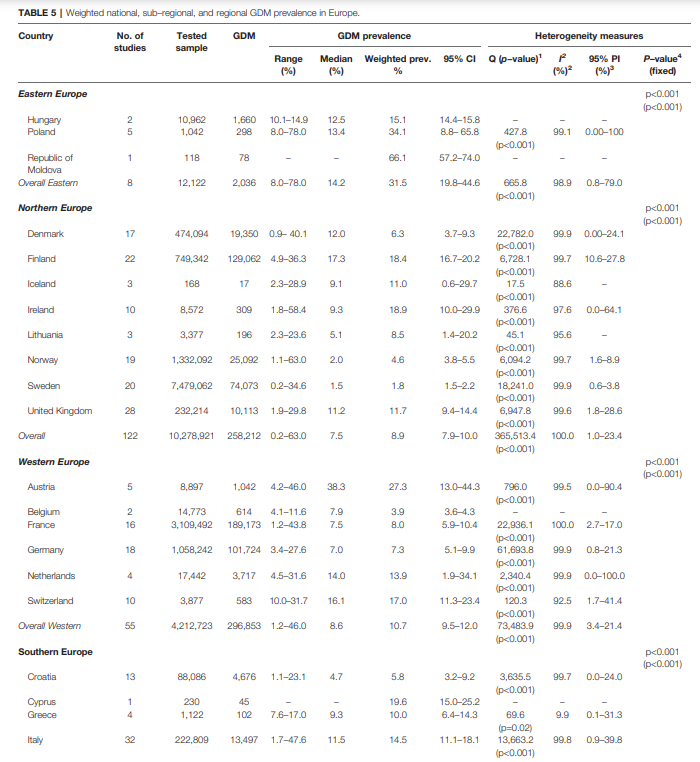 TABLE 5 | Weighted national, sub–regional, and regional GDM prevalence in Europe.
Country No. of studies Tested sample GDM GDM prevalence Heterogeneity measures
Range (%) Median (%) Weighted prev. % 95% CI Q (p–value)1 I2 (%)2 95% PI (%)3 P–value4 (fixed)
Eastern Europe p<0.001
(p<0.001)
Hungary 2 10,962 1,660 10.1–14.9 12.5 15.1 14.4–15.8 – –
Poland 5 1,042 298 8.0–78.0 13.4 34.1 8.8– 65.8 427.8 99.1 0.00–100
(p<0.001)
Republic of 1 118 78 – – 66.1 57.2–74.0 – – –
Moldova
Overall Eastern 8 12,122 2,036 8.0–78.0 14.2 31.5 19.8–44.6 665.8 98.9 0.8–79.0
(p<0.001)
Northern Europe p<0.001
(p<0.001)
Denmark 17 474,094 19,350 0.9– 40.1 12.0 6.3 3.7–9.3 22,782.0 99.9 0.00–24.1
(p<0.001)
Finland 22 749,342 129,062 4.9–36.3 17.3 18.4 16.7–20.2 6,728.1 99.7 10.6–27.8
(p<0.001)
Iceland 3 168 17 2.3–28.9 9.1 11.0 0.6–29.7 17.5 88.6 –
(p<0.001)
Ireland 10 8,572 309 1.8–58.4 9.3 18.9 10.0–29.9 376.6 97.6 0.0–64.1
(p<0.001)
Lithuania 3 3,377 196 2.3–23.6 5.1 8.5 1.4–20.2 45.1 95.6 –
(p<0.001)
Norway 19 1,332,092 25,092 1.1–63.0 2.0 4.6 3.8–5.5 6,094.2 99.7 1.6–8.9
(p<0.001)
Sweden 20 7,479,062 74,073 0.2–34.6 1.5 1.8 1.5–2.2 18,241.0 99.9 0.6–3.8
(p<0.001)
United Kingdom 28 232,214 10,113 1.9–29.8 11.2 11.7 9.4–14.4 6,947.8 99.6 1.8–28.6
(p<0.001)
Overall 122 10,278,921 258,212 0.2–63.0 7.5 8.9 7.9–10.0 365,513.4 100.0 1.0–23.4
(p<0.001)
Western Europe p<0.001
(p<0.001)
Austria 5 8,897 1,042 4.2–46.0 38.3 27.3 13.0–44.3 796.0 99.5 0.0–90.4
(p<0.001)
Belgium 2 14,773 614 4.1–11.6 7.9 3.9 3.6–4.3 – – –
France 16 3,109,492 189,173 1.2–43.8 7.5 8.0 5.9–10.4 22,936.1 100.0 2.7–17.0
(p<0.001)
Germany 18 1,058,242 101,724 3.4–27.6 7.0 7.3 5.1–9.9 61,693.8 99.9 0.8–21.3
(p<0.001)
Netherlands 4 17,442 3,717 4.5–31.6 14.0 13.9 1.9–34.1 2,340.4 99.9 0.0–100.0
(p<0.001)
Switzerland 10 3,877 583 10.0–31.7 16.1 17.0 11.3–23.4 120.3 92.5 1.7–41.4
(p<0.001)
Overall Western 55 4,212,723 296,853 1.2–46.0 8.6 10.7 9.5–12.0 73,483.9 99.9 3.4–21.4
(p<0.001)
Southern Europe p<0.001
(p<0.001)
Croatia 13 88,086 4,676 1.1–23.1 4.7 5.8 3.2–9.2 3,635.5 99.7 0.0–24.0
(p<0.001)
Cyprus 1 230 45 – – 19.6 15.0–25.2 – – –
Greece 4 1,122 102 7.6–17.0 9.3 10.0 6.4–14.3 69.6 9.9 0.1–31.3
(p=0.02)
Italy 32 222,809 13,497 1.7–47.6 11.5 14.5 11.1–18.1 13,663.2 99.8 0.9–39.8
(p<0.001)